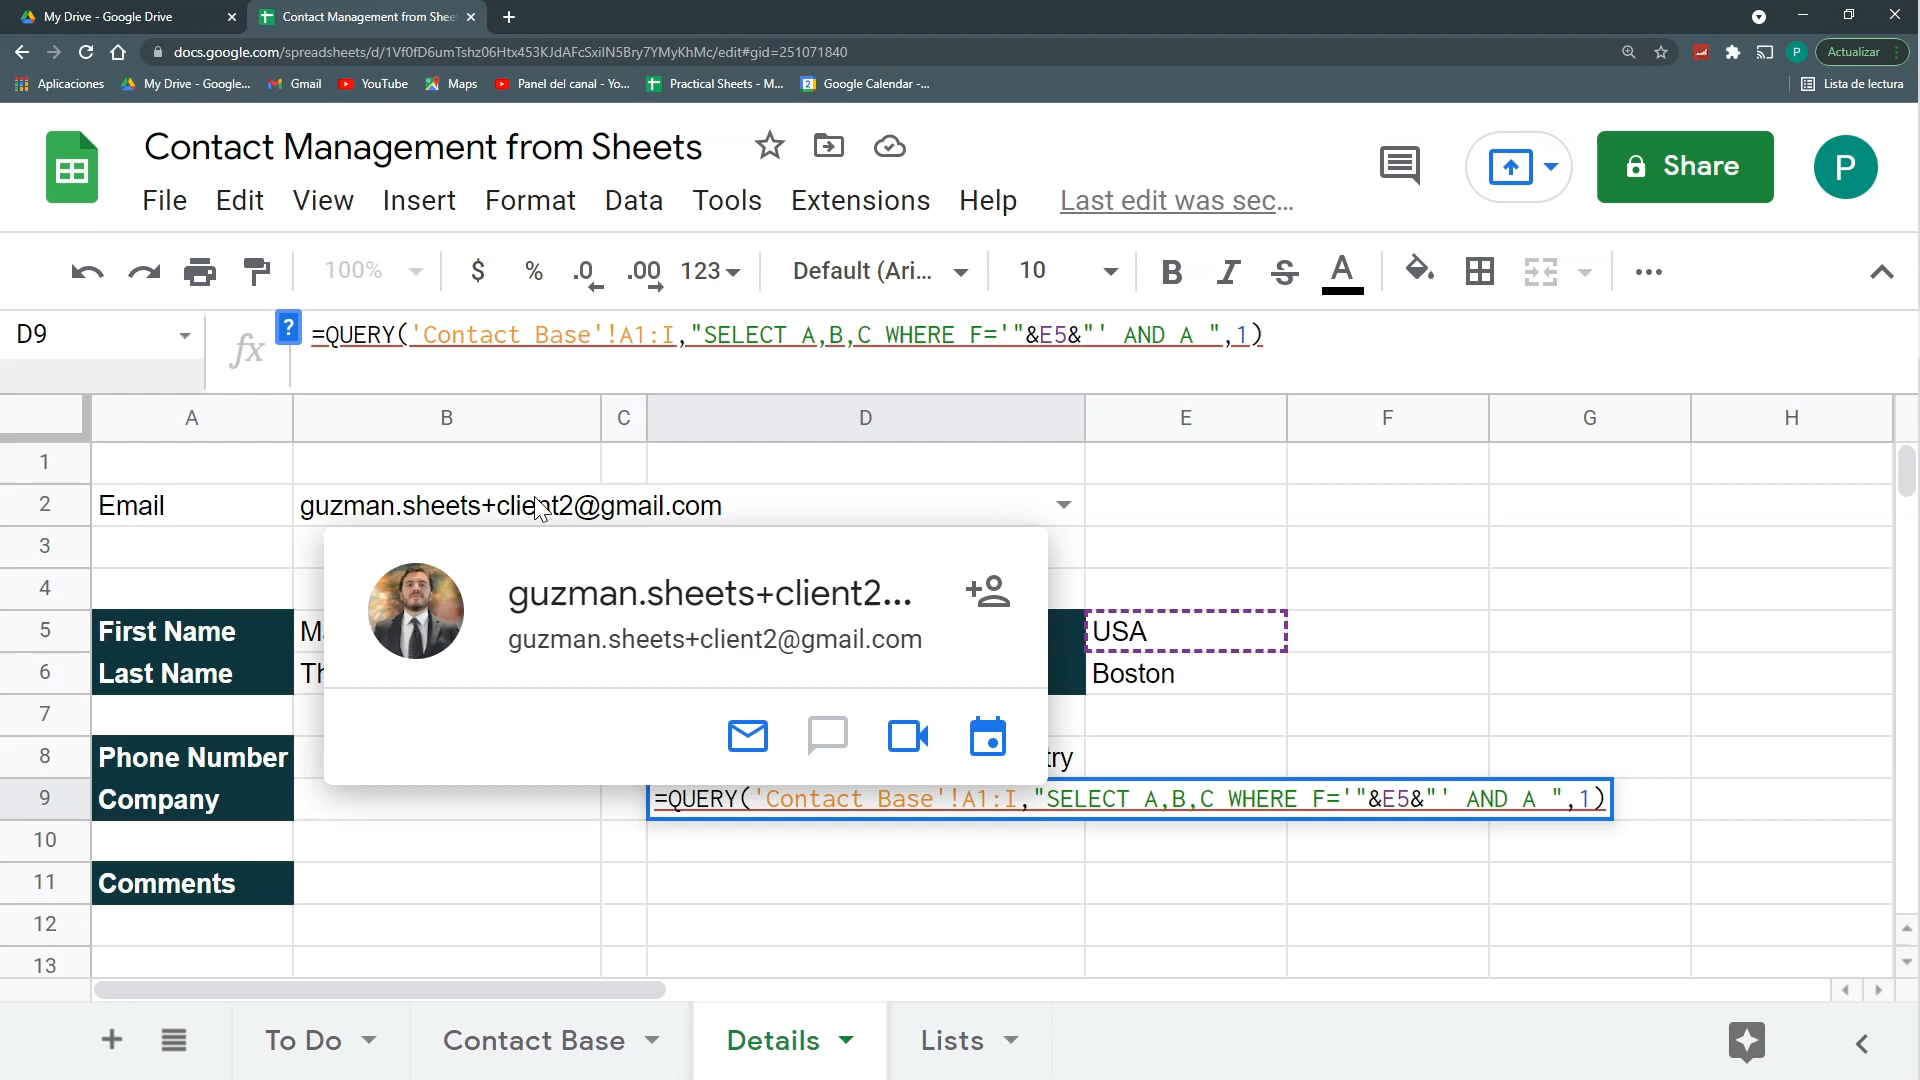 My Drive - Google Drive
Contact Management from Shee
docs.google.com/spreadsheets/d/1Vf0fD6umTshz06Htx453KJdAFcSxiIN5Bry7YMyKhMc/edit#gid=251071840
P
Actualizar
Aplicaciones
My Drive - Google...
Gmail
YouTube
Maps
Panel del canal - Yo...
Practical Sheets - M...
Google Calendar -...
Lista de lectura
Contact Management from Sheets
Share
P
File Edit View Insert Format Data Tools Extensions Help Last edit was sec...
100% $ % .0 .00 123 Default (Ari... 10 B I S A
D9
fx ? =QUERY('Contact Base'!A1:I,"SELECT A,B,C WHERE F='"&E5&"' AND A ",1)
A B C D E F G H
1
2 Email guzman.sheets+client2@gmail.com
3
guzman.sheets+client2...
4
5 First Name M USA
guzman.sheets+client2@gmail.com
6 Last Name Th Boston
7
8 Phone Number try
9 Company =QUERY('Contact Base'!A1:I,"SELECT A,B,C WHERE F='"&E5&"' AND A ",1)
10
11 Comments
12
13
To Do Contact Base Details Lists